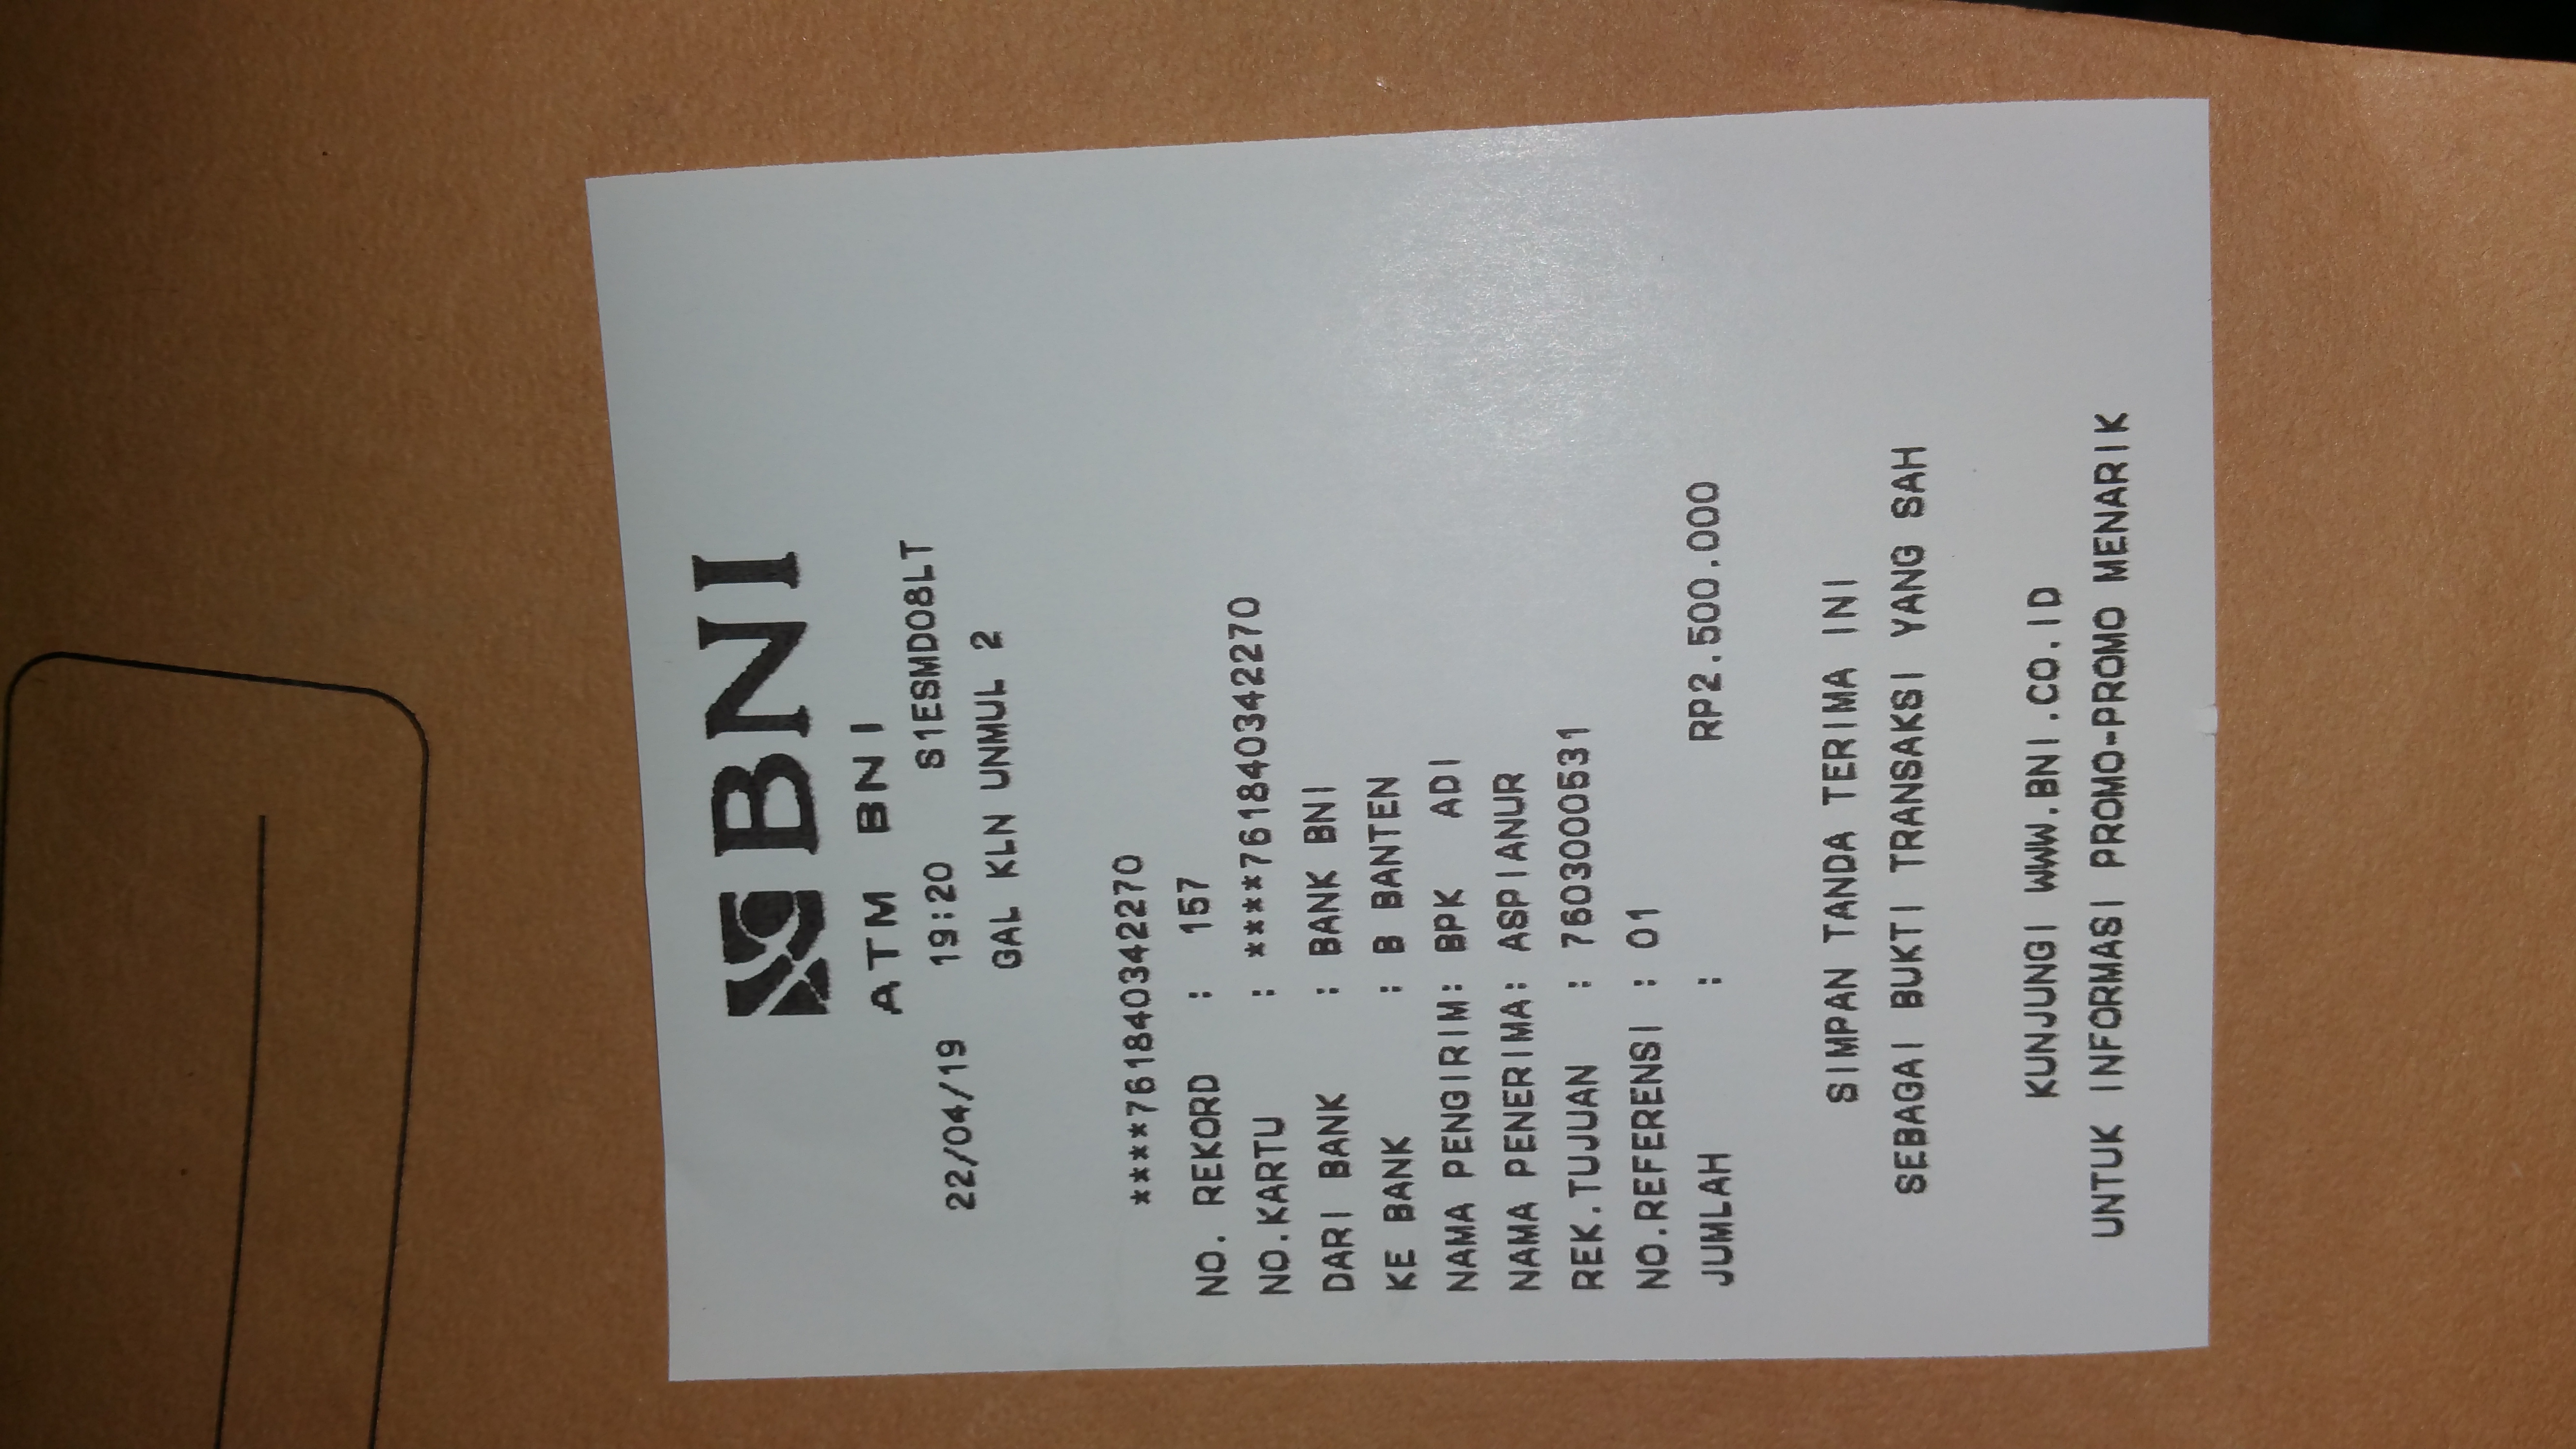 BNI
ATM BNI
22/04/19 19:20 S1ESMD08LT
GAL KLN UNMUL 2
****761840342270
NO. REKORD : 157
NO.KARTU : ****761840342270
DARI BANK : BANK BNI
KE BANK : B BANTEN
NAMA PENGIRIM: BPK ADI
NAMA PENERIMA: ASPIANUR
REK.TUJUAN : 7603000531
NO.REFERENSI : 01
JUMLAH : RP2.500.000
SIMPAN TANDA TERIMA INI
SEBAGAI BUKTI TRANSAKSI YANG SAH
KUNJUNGI WWW.BNI.CO.ID
UNTUK INFORMASI PROMO-PROMO MENARIK